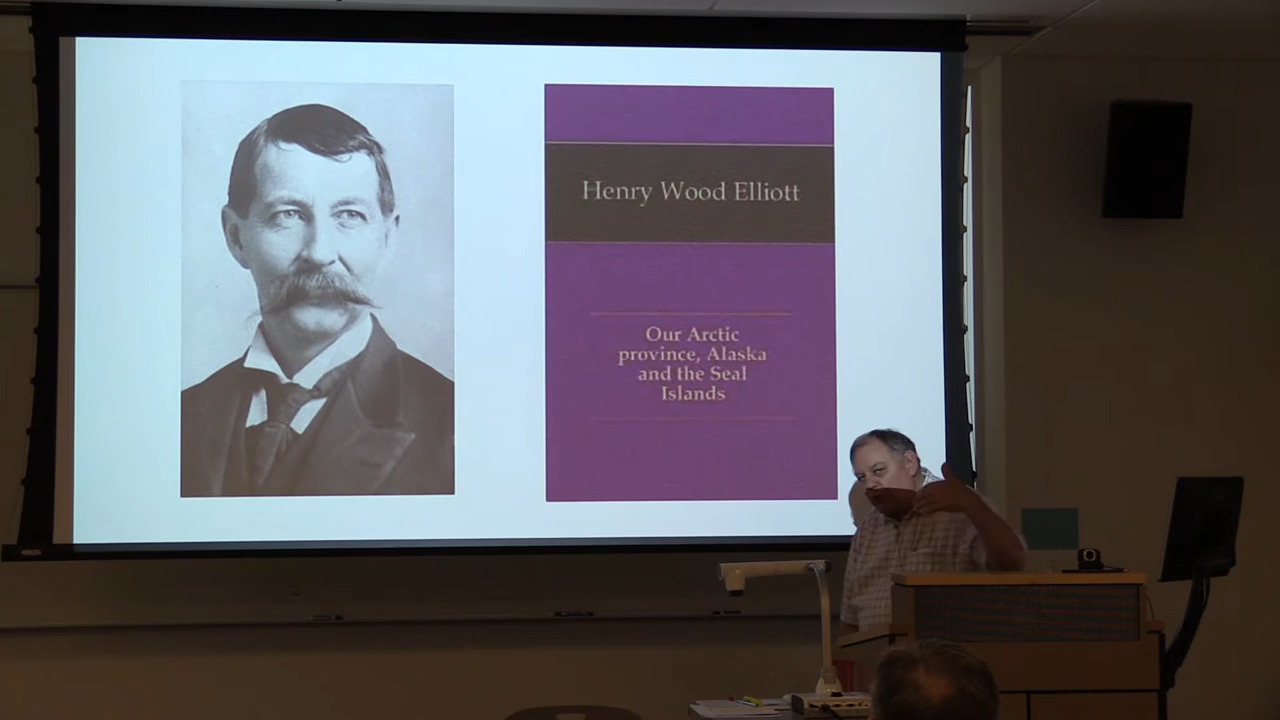 Henry Wood Elliott
Our Arctic
province, Alaska
and the Seal
Islands